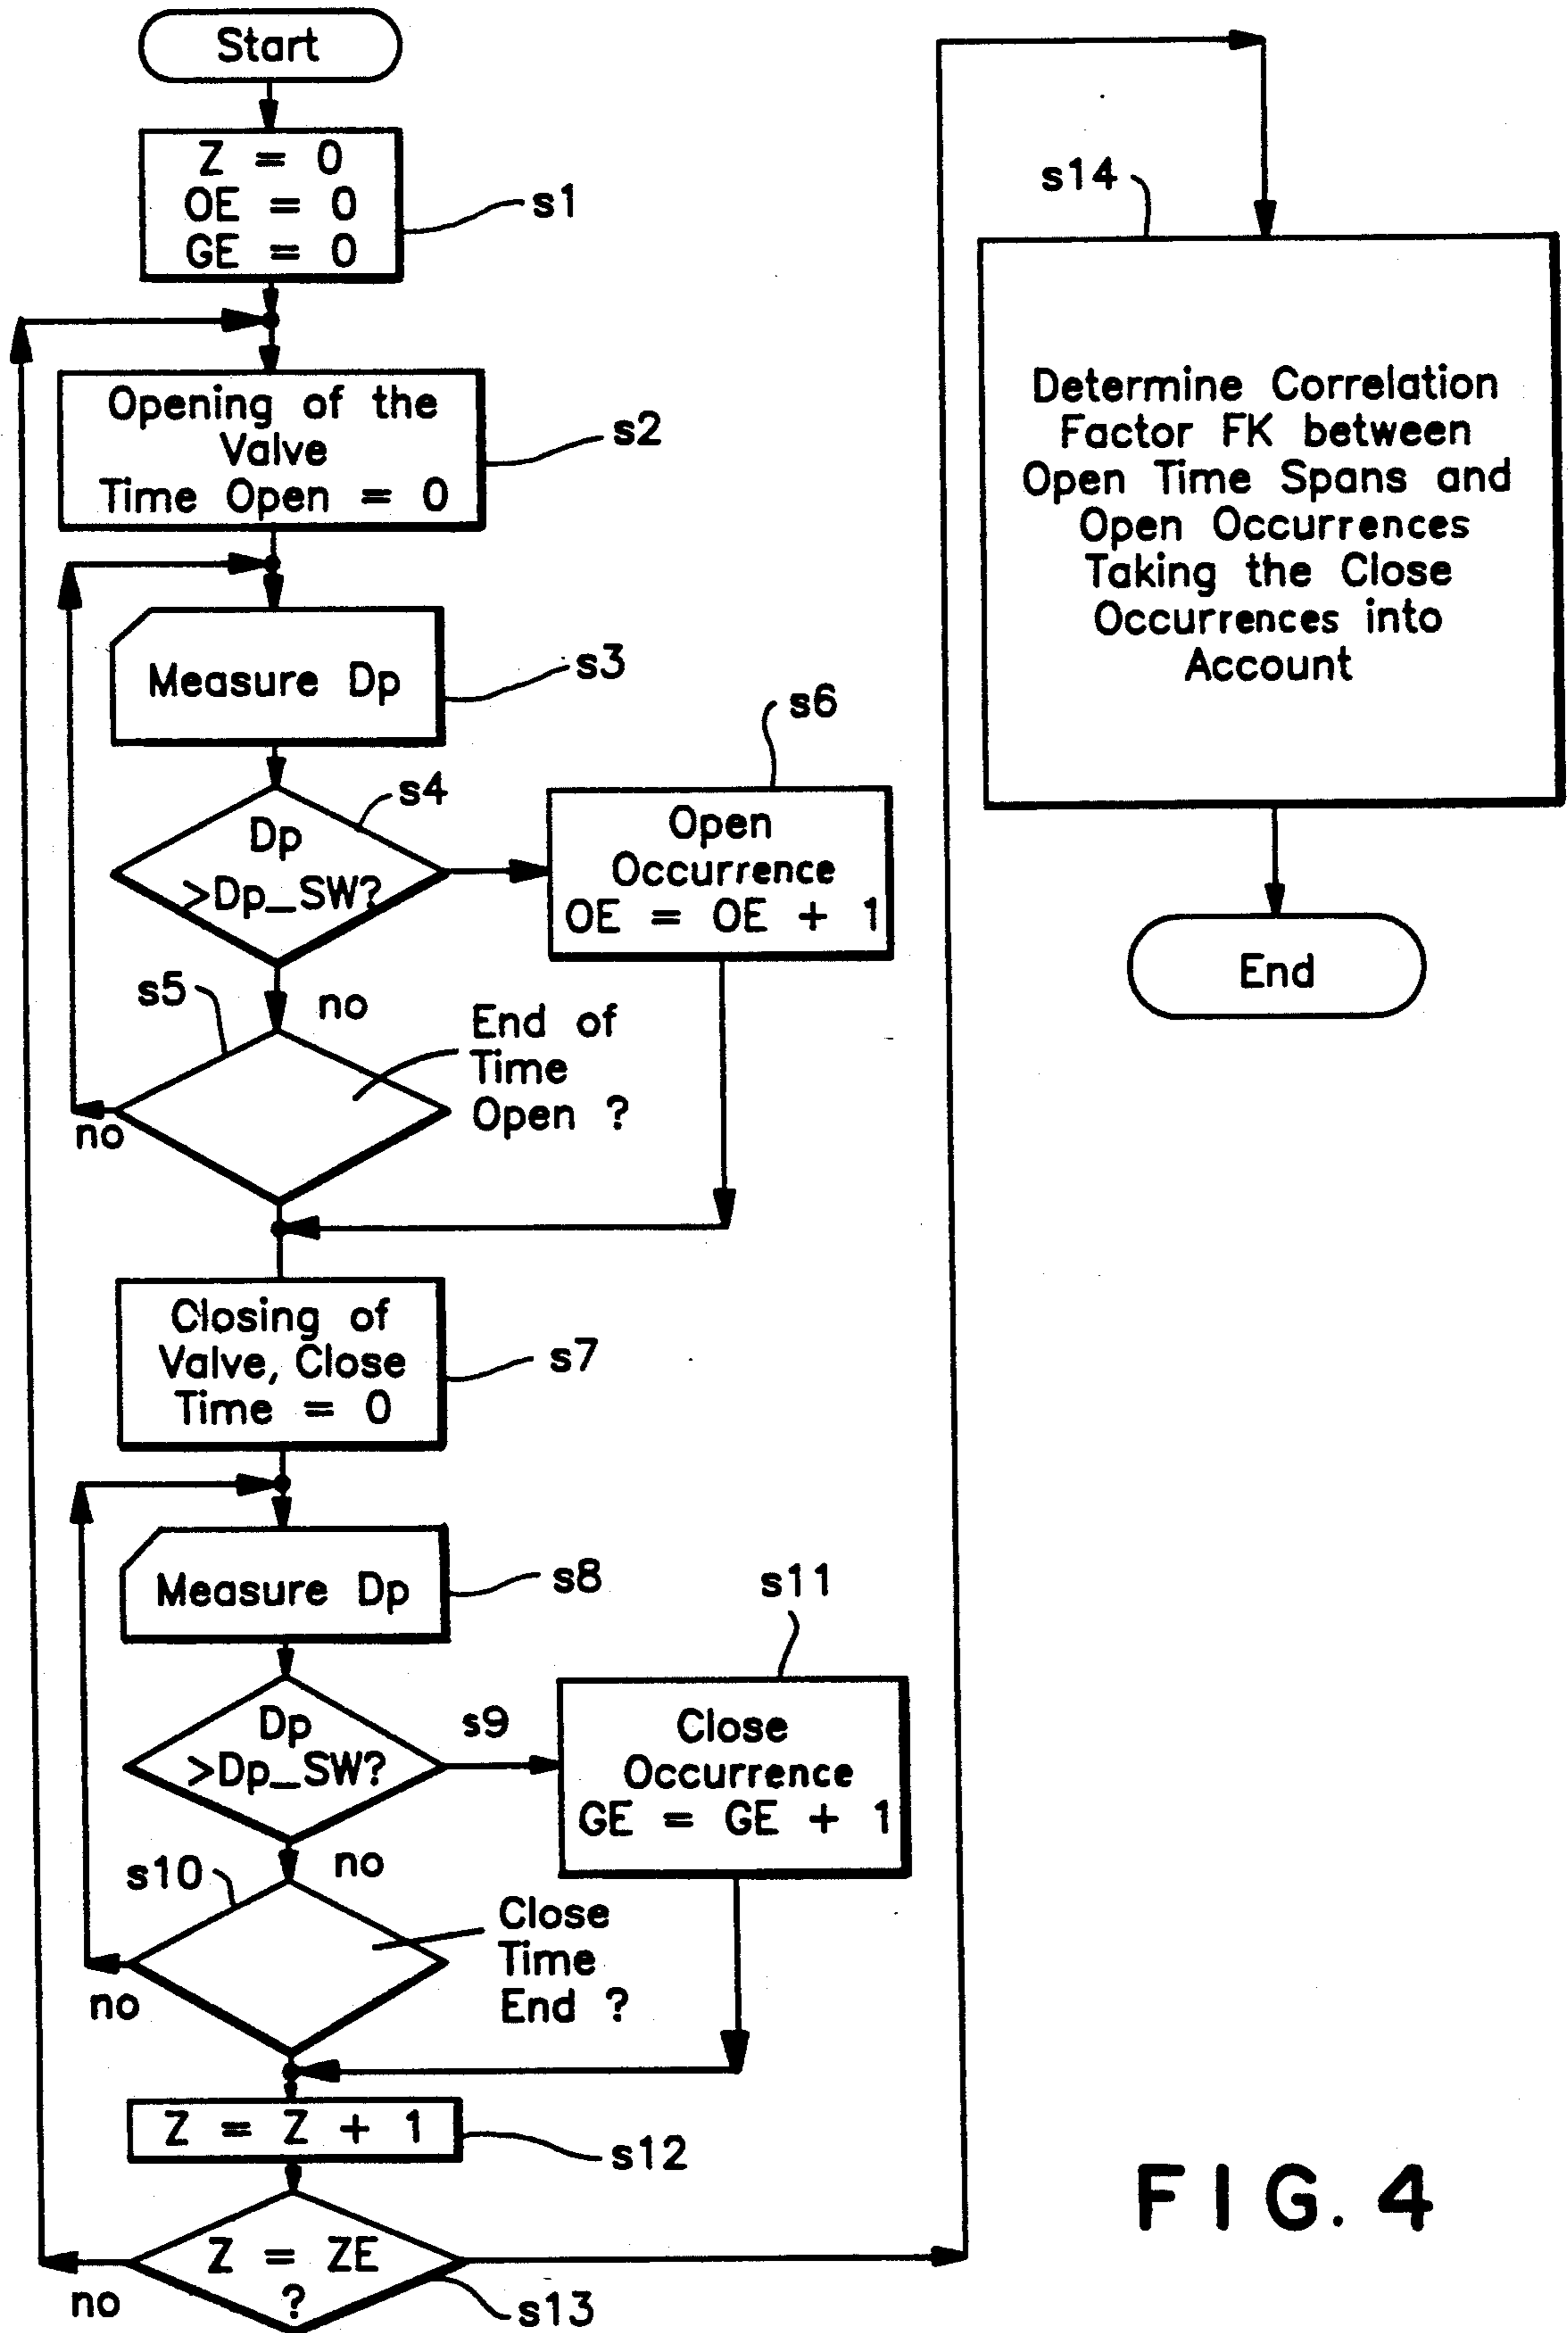 Start
Z = 0
OE = 0
GE = 0
s1
Opening of the
Valve
Time Open = 0
s2
Measure Dp
s3
Dp
>Dp_SW?
s4
Open
Occurrence
OE = OE + 1
s6
s5
no
End of
Time
Open ?
no
Closing of
Valve, Close
Time = 0
s7
Measure Dp
s8
Dp
>Dp_SW?
s9
Close
Occurrence
GE = GE + 1
s11
s10
no
Close
Time
End ?
no
Z = Z + 1
s12
Z = ZE
?
s13
no
s14
Determine Correlation
Factor FK between
Open Time Spans and
Open Occurrences
Taking the Close
Occurrences into
Account
End
FIG. 4